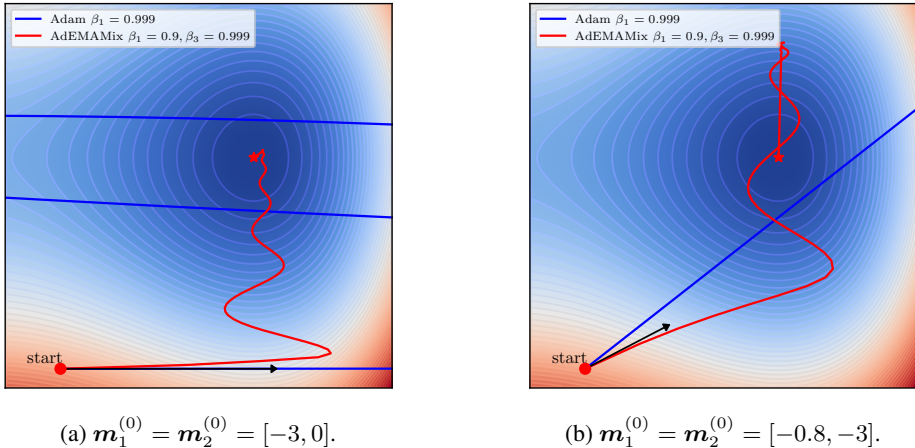 Adam β₁ = 0.999
AdEMAMix β₁ = 0.9, β₃ = 0.999
start
(a) m₁⁽⁰⁾ = m₂⁽⁰⁾ = [−3, 0].
Adam β₁ = 0.999
AdEMAMix β₁ = 0.9, β₃ = 0.999
start
(b) m₁⁽⁰⁾ = m₂⁽⁰⁾ = [−0.8, −3].